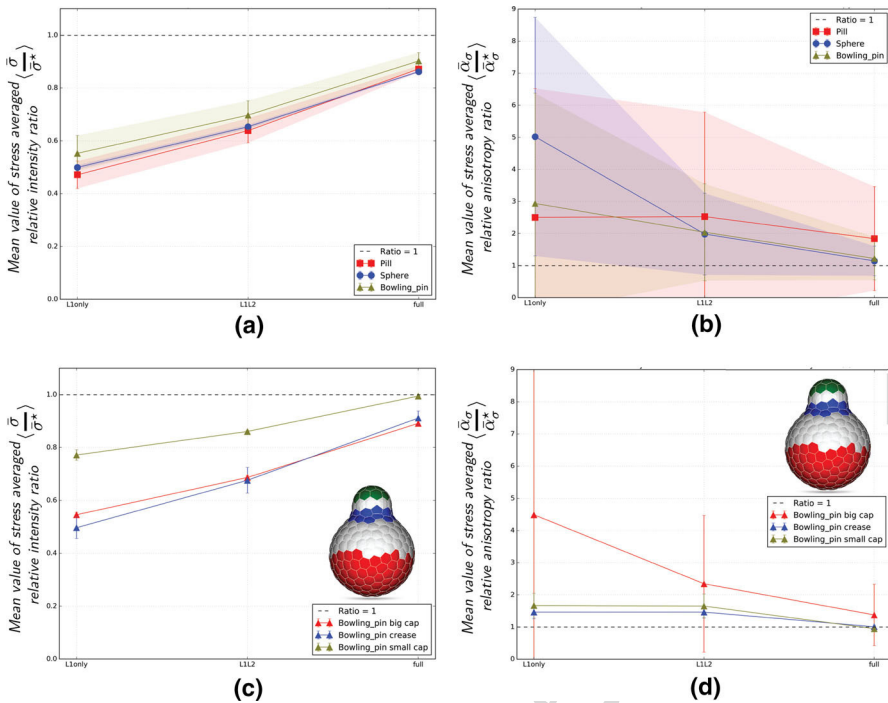 Mean value of stress averaged
relative intensity ratio ⟨σ̄/σ̄*⟩
1.0
0.8
0.6
0.4
0.2
0.0
L1only
L1L2
full
Ratio = 1
Pill
Sphere
Bowling_pin
(a)
Mean value of stress averaged
relative anisotropy ratio ⟨ᾱσ/ᾱ*σ⟩
9
8
7
6
5
4
3
2
1
0
L1only
L1L2
full
Ratio = 1
Pill
Sphere
Bowling_pin
(b)
Mean value of stress averaged
relative intensity ratio ⟨σ̄/σ̄*⟩
1.0
0.8
0.6
0.4
0.2
0.0
L1only
L1L2
full
Ratio = 1
Bowling_pin big cap
Bowling_pin crease
Bowling_pin small cap
(c)
Mean value of stress averaged
relative anisotropy ratio ⟨ᾱσ/ᾱ*σ⟩
9
8
7
6
5
4
3
2
1
0
L1only
L1L2
full
Ratio = 1
Bowling_pin big cap
Bowling_pin crease
Bowling_pin small cap
(d)